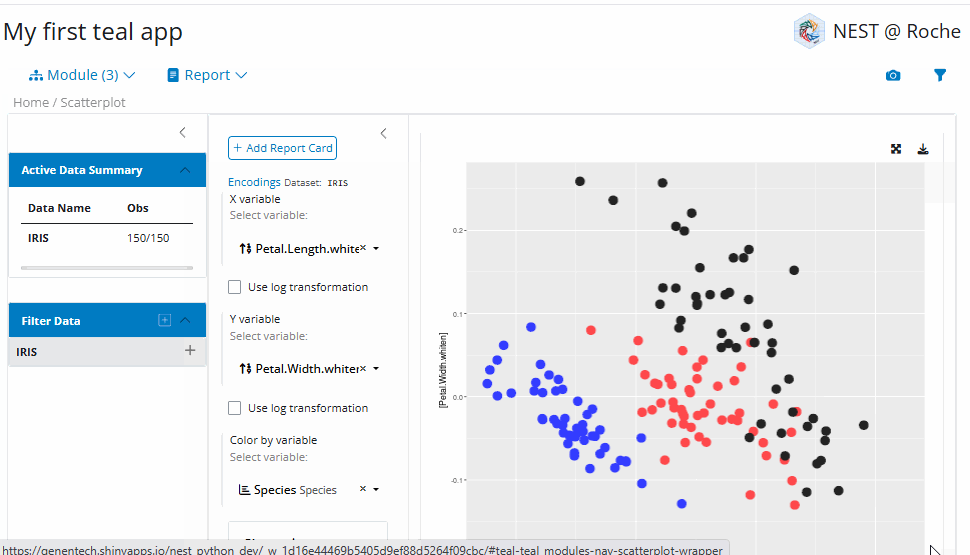 My first teal app
NEST @ Roche
Module (3)
Report
Home / Scatterplot
Active Data Summary
Data Name Obs
IRIS 150/150
Filter Data
IRIS
+ Add Report Card
Encodings Dataset: IRIS
X variable
Select variable:
Petal.Length.white
Use log transformation
Y variable
Select variable:
Petal.Width.whiten
Use log transformation
Color by variable
Select variable:
Species Species
[Petal.Width.whiten]
0.2
0.1
0.0
-0.1
https://genentech.shinyapps.io/nest_python_dev/_w_1d16e44469b5405d9ef88d5264f09cbc/#teal-teal_modules-nav-scatterplot-wrapper